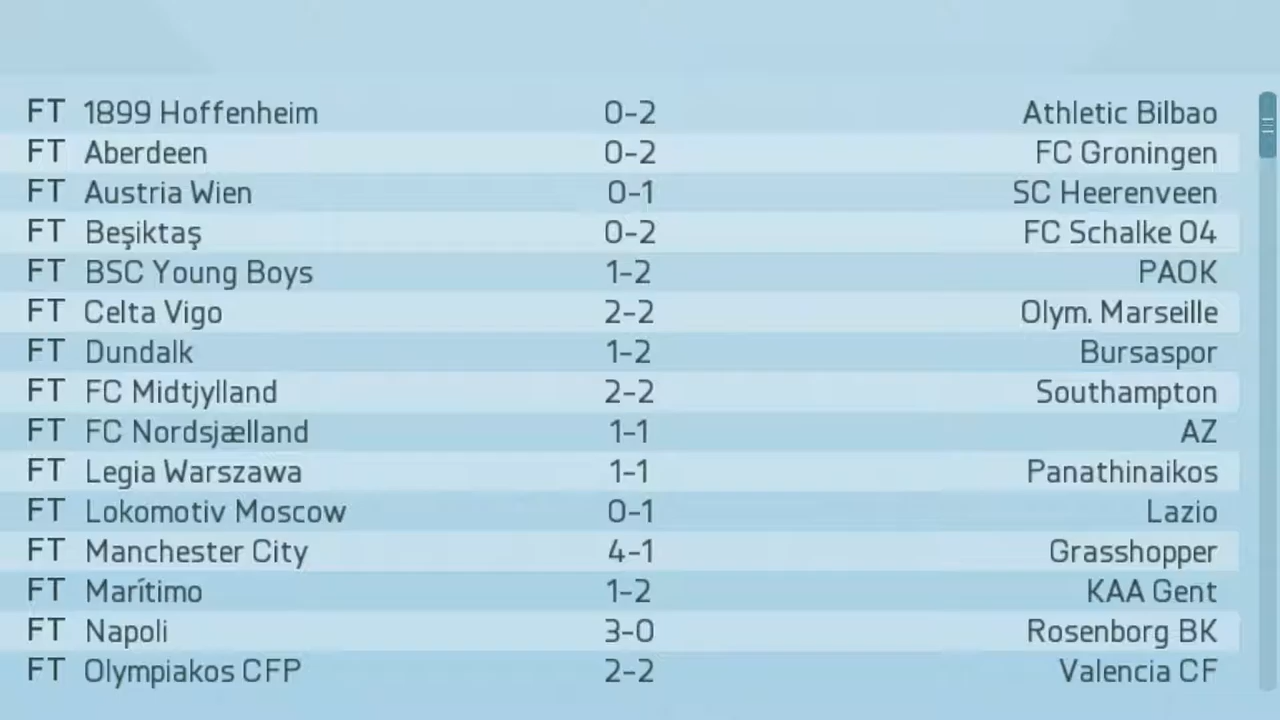 FT 1899 Hoffenheim 0-2 Athletic Bilbao
FT Aberdeen 0-2 FC Groningen
FT Austria Wien 0-1 SC Heerenveen
FT Beşiktaş 0-2 FC Schalke 04
FT BSC Young Boys 1-2 PAOK
FT Celta Vigo 2-2 Olym. Marseille
FT Dundalk 1-2 Bursaspor
FT FC Midtjylland 2-2 Southampton
FT FC Nordsjælland 1-1 AZ
FT Legia Warszawa 1-1 Panathinaikos
FT Lokomotiv Moscow 0-1 Lazio
FT Manchester City 4-1 Grasshopper
FT Marítimo 1-2 KAA Gent
FT Napoli 3-0 Rosenborg BK
FT Olympiakos CFP 2-2 Valencia CF